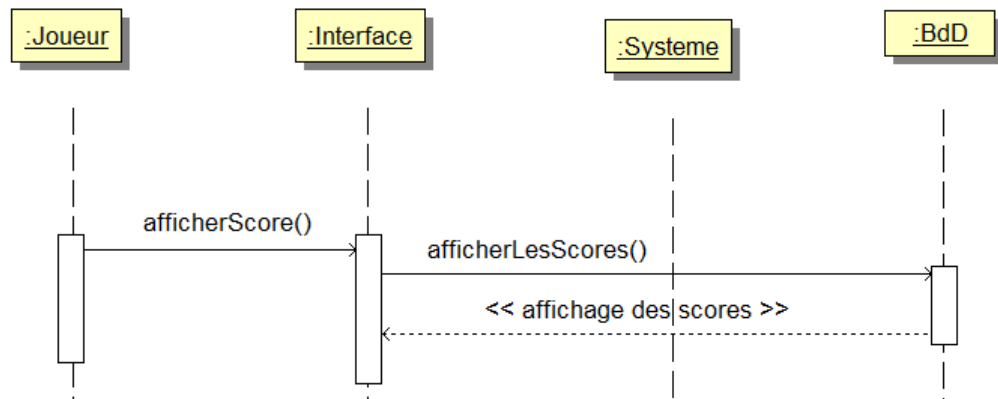 :Joueur
:Interface
:Systeme
:BdD
afficherScore()
afficherLesScores()
<< affichage des scores >>